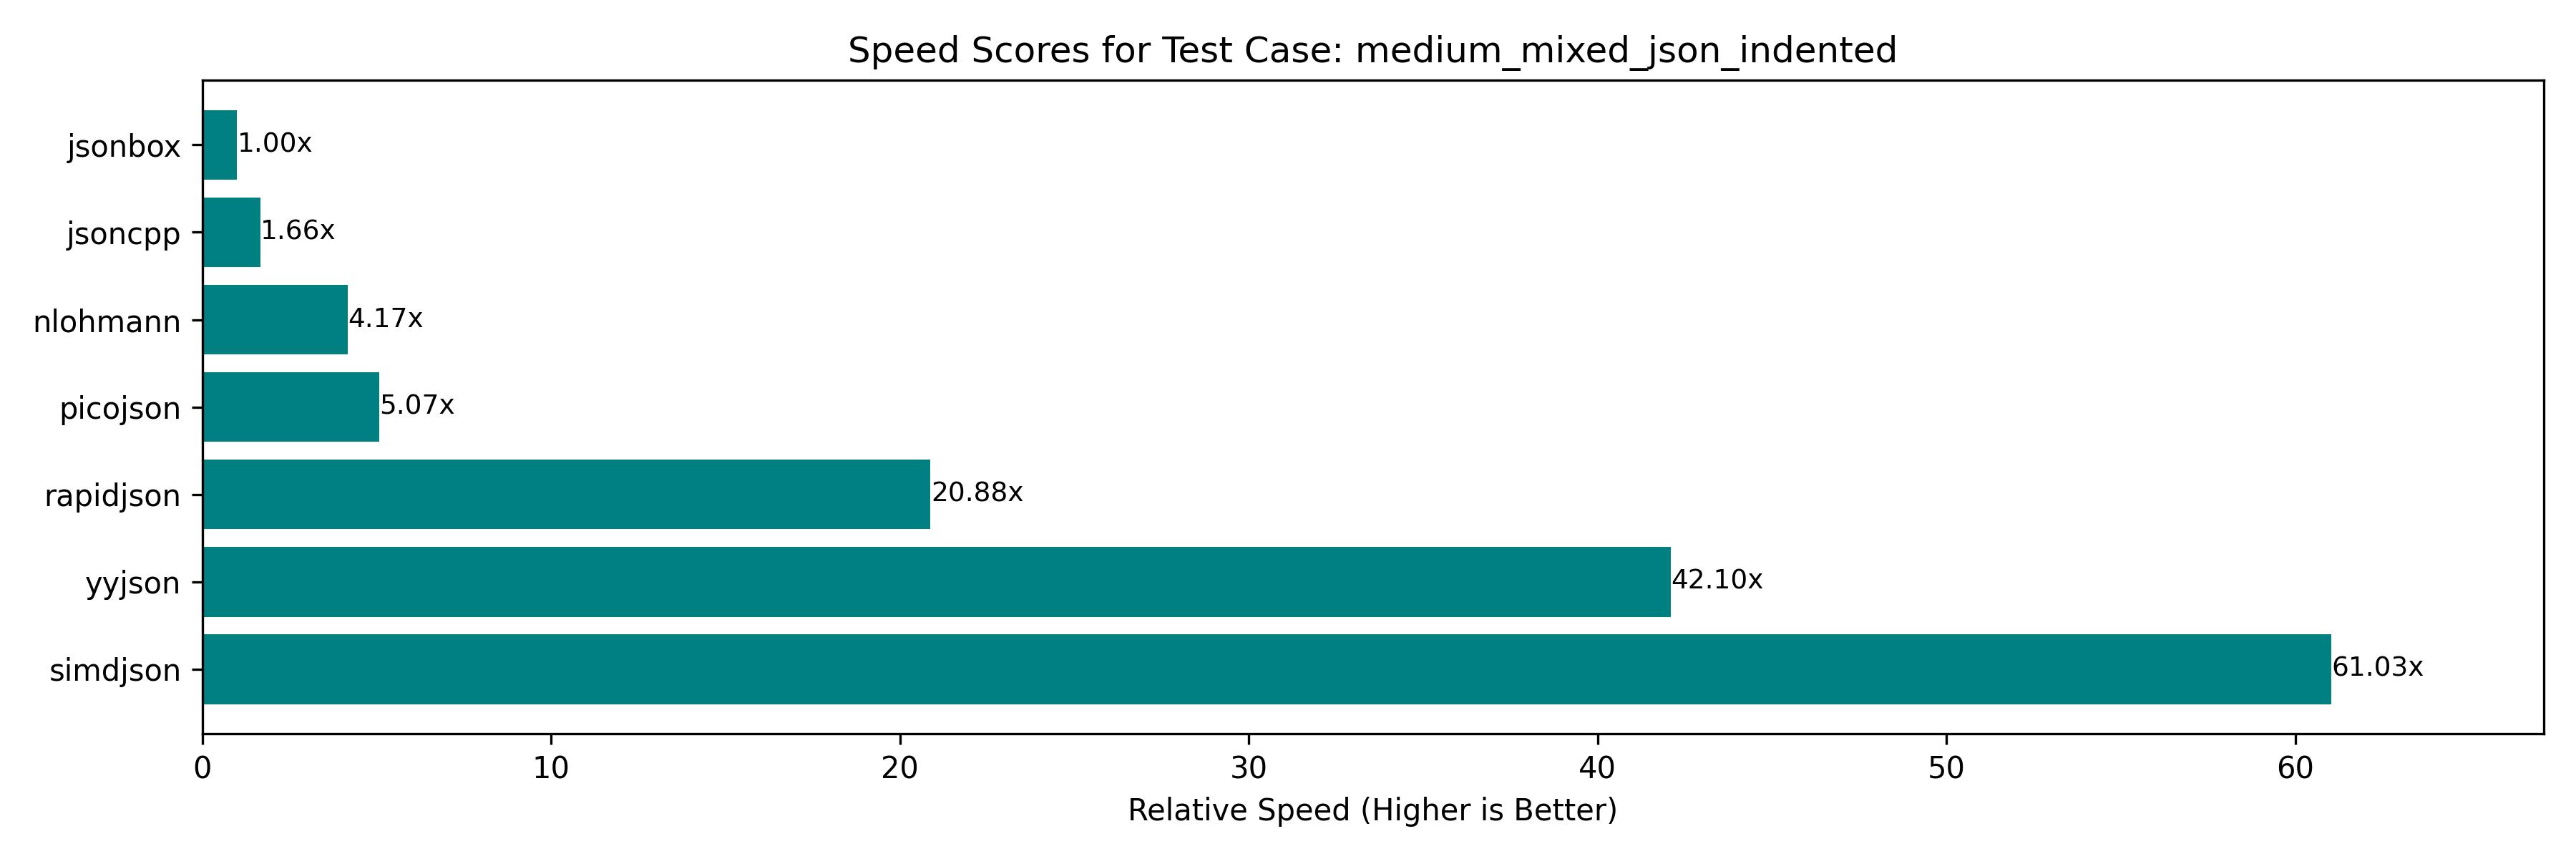 Speed Scores for Test Case: medium_mixed_json_indented
jsonbox 1.00x
jsoncpp 1.66x
nlohmann 4.17x
picojson 5.07x
rapidjson 20.88x
yyjson 42.10x
simdjson 61.03x
0 10 20 30 40 50 60
Relative Speed (Higher is Better)